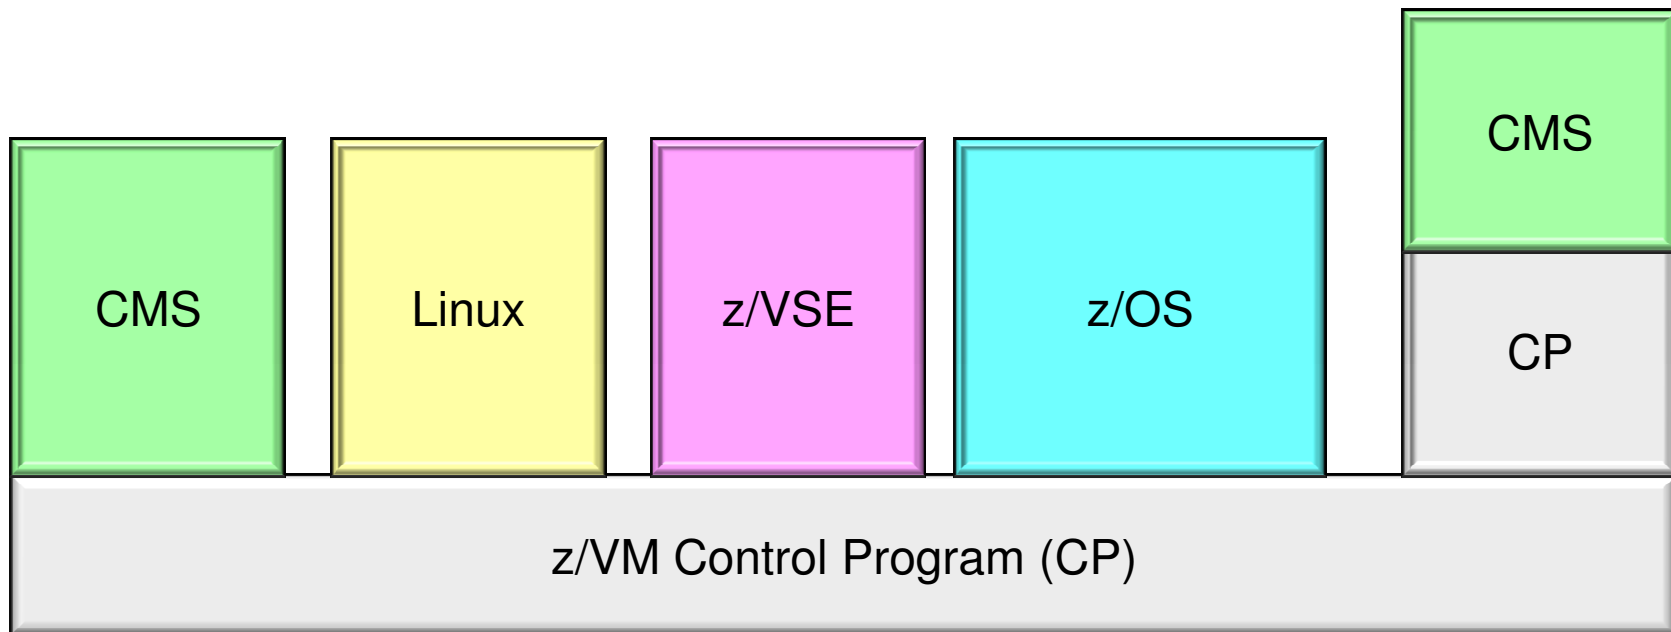 CMS
Linux
z/VSE
z/OS
CMS
CP
z/VM Control Program (CP)